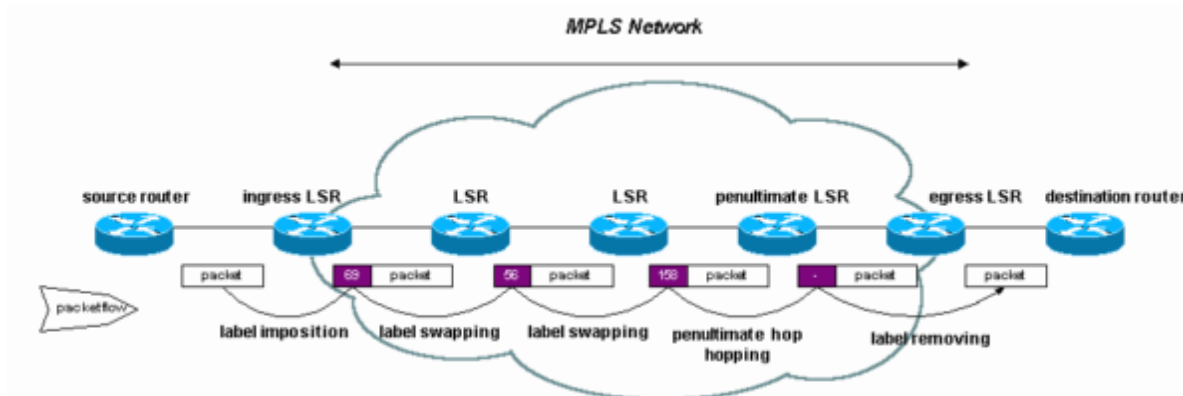 MPLS Network
source router
ingress LSR
LSR
LSR
penultimate LSR
egress LSR
destination router
packet
69 packet
56 packet
158 packet
- packet
packet
packetflow
label imposition
label swapping
label swapping
penultimate hop
hopping
label removing